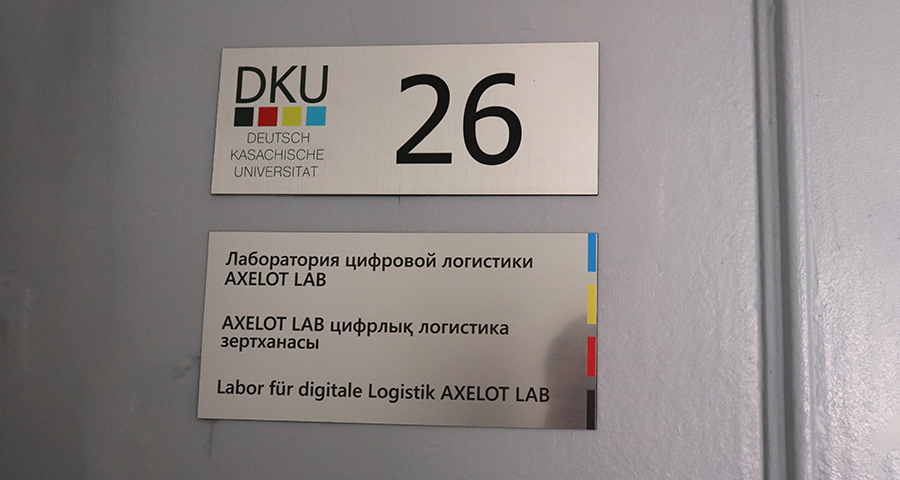 DKU
DEUTSCH
KASACHISCHE
UNIVERSITAT
26
Лаборатория цифровой логистики
AXELOT LAB
AXELOT LAB цифрлық логистика
зертханасы
Labor für digitale Logistik AXELOT LAB